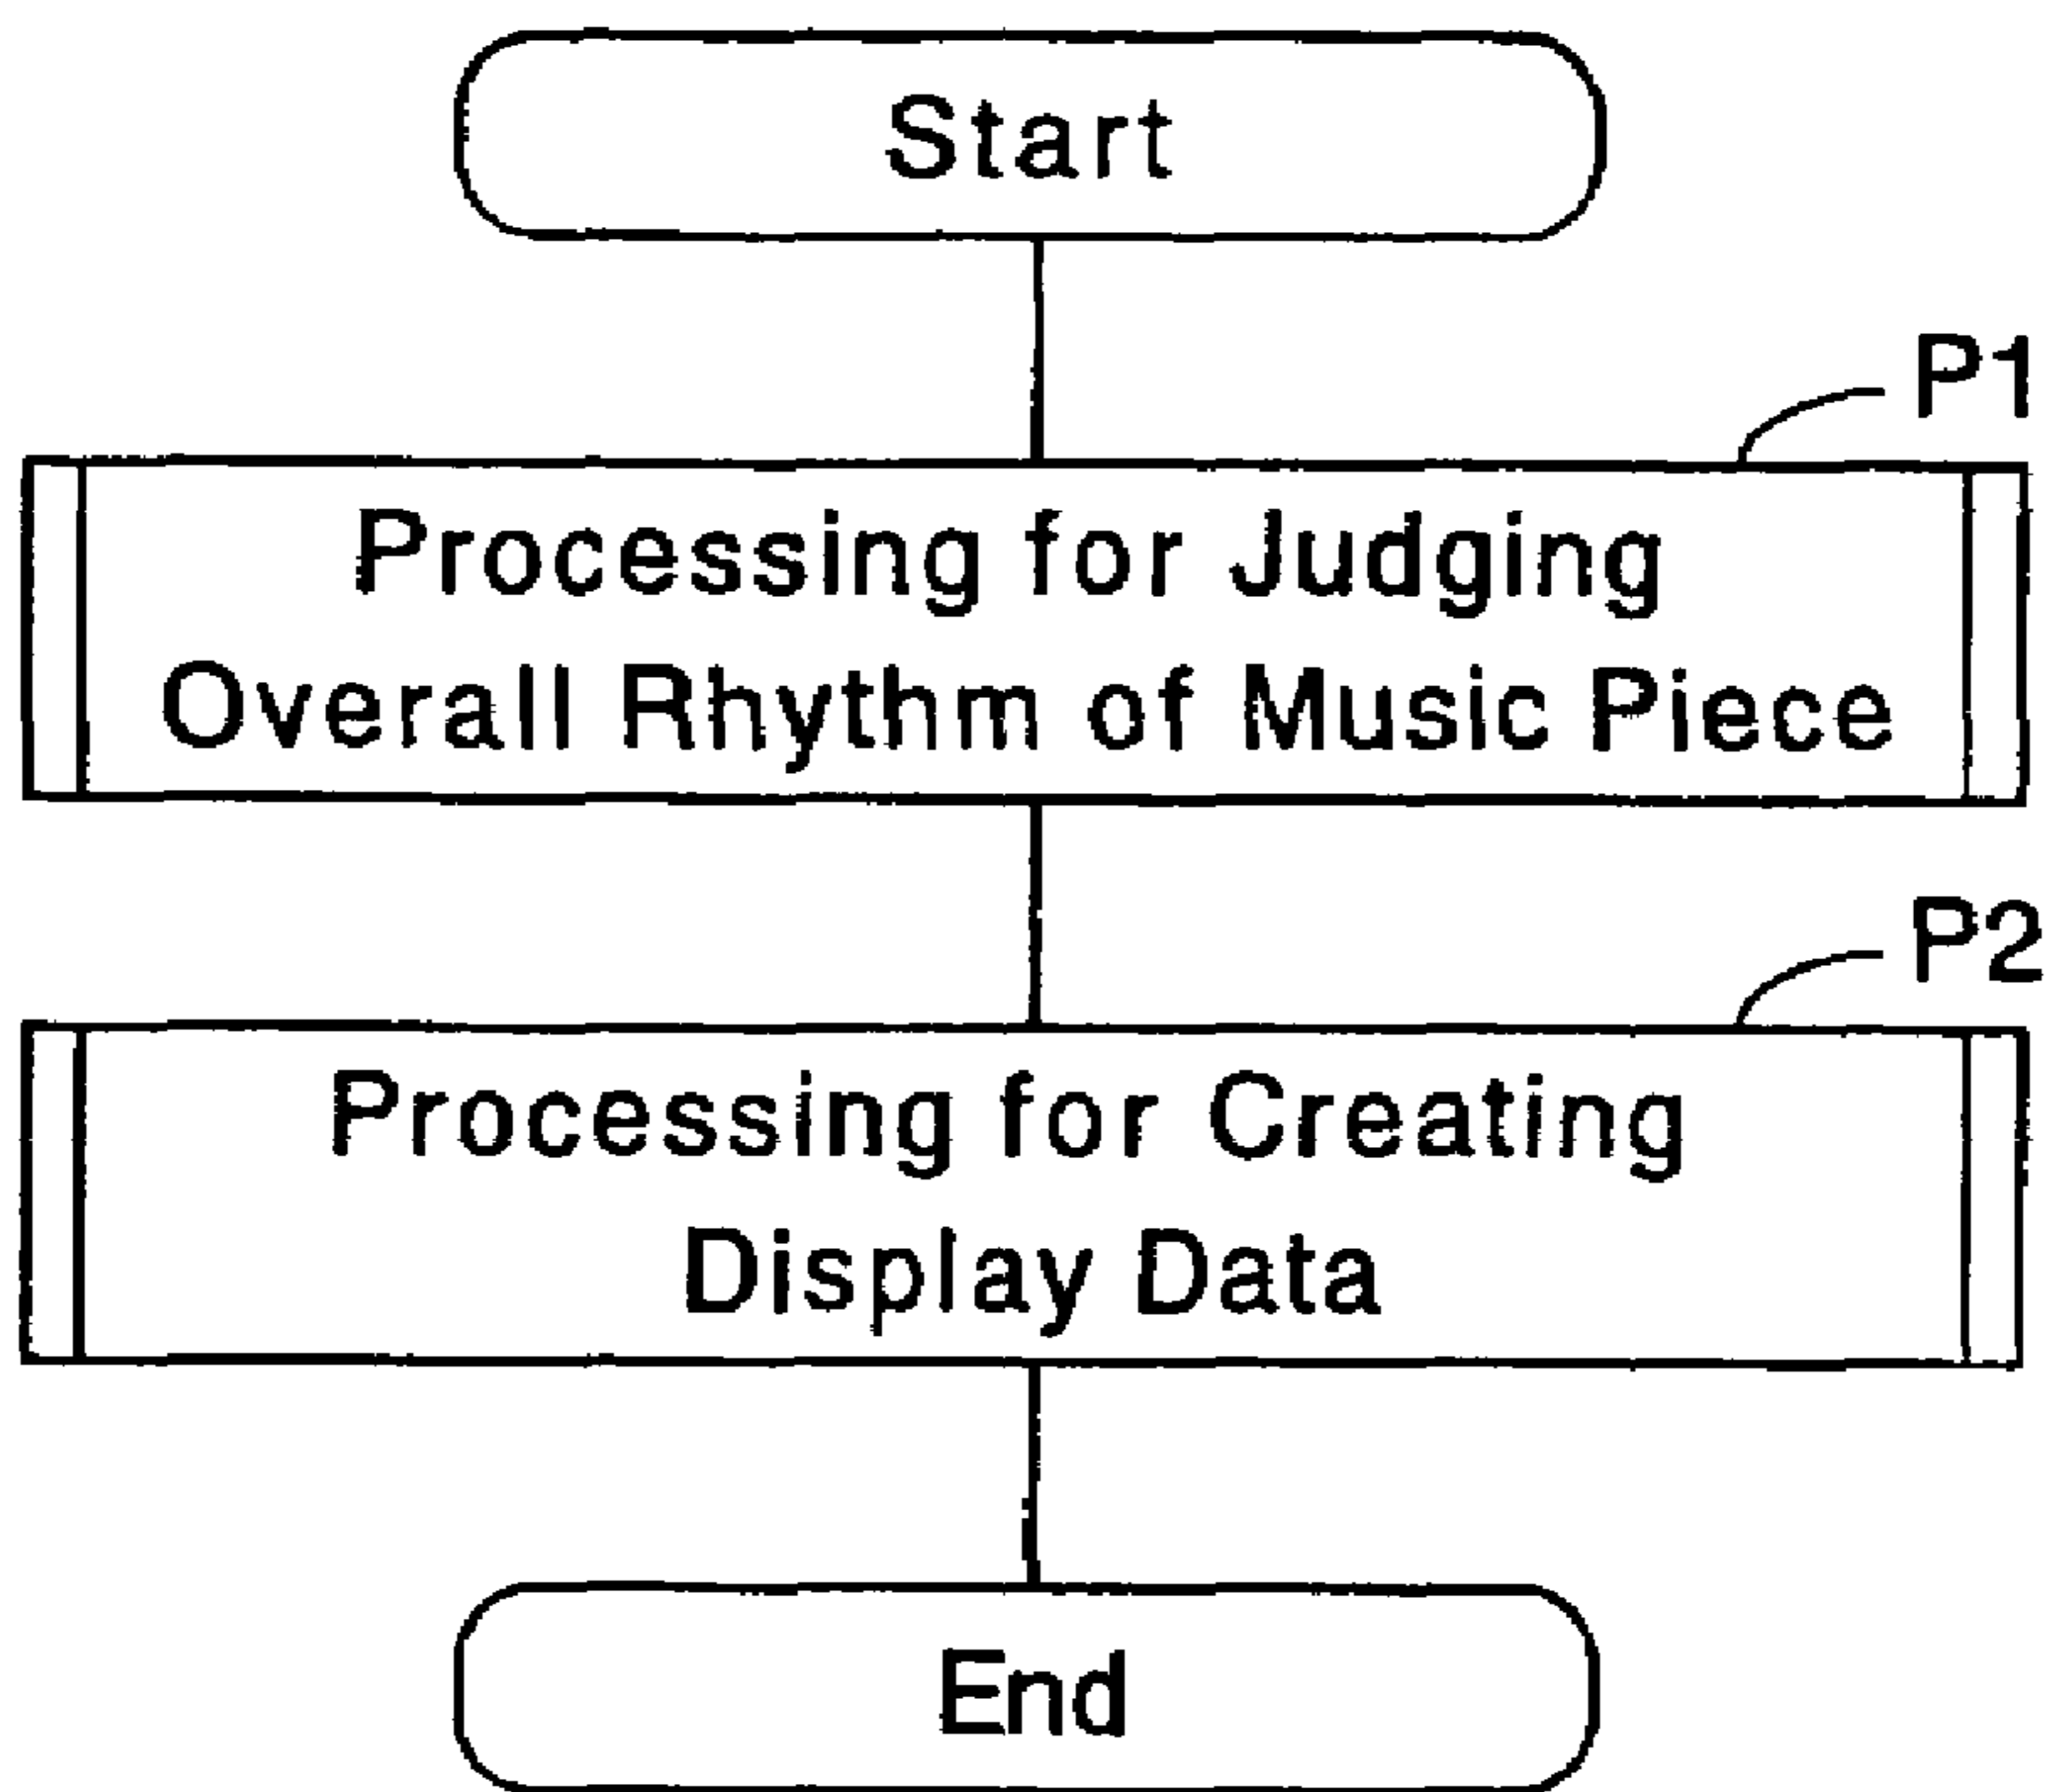 Start
P1
Processing for Judging
Overall Rhythm of Music Piece
P2
Processing for Creating
Display Data
End